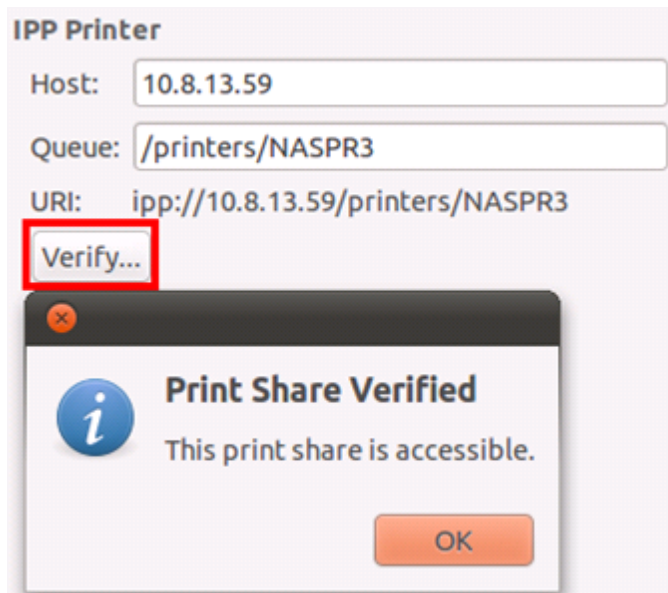 IPP Printer
Host: 10.8.13.59
Queue: /printers/NASPR3
URI: ipp://10.8.13.59/printers/NASPR3
Verify...
Print Share Verified
This print share is accessible.
OK